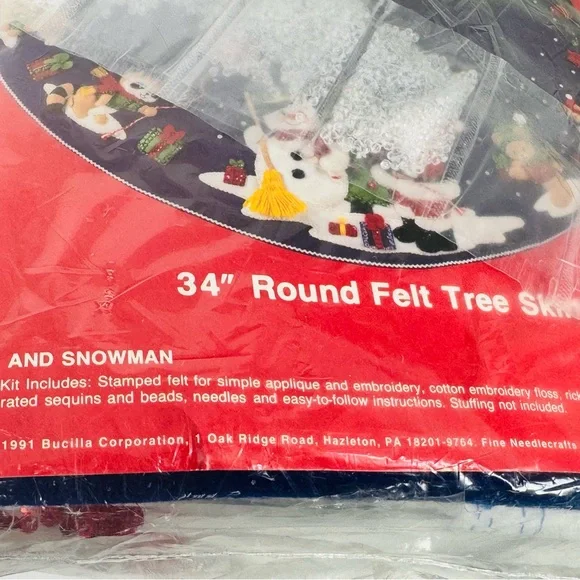 34" Round Felt Tree
AND SNOWMAN
Kit Includes: Stamped felt for simple applique and embroidery, cotton embroidery floss, rick
rated sequins and beads, needles and easy-to-follow instructions. Stuffing not included.
1991 Bucilla Corporation, 1 Oak Ridge Road, Hazleton, PA 18201-9764. Fine Needlecrafts